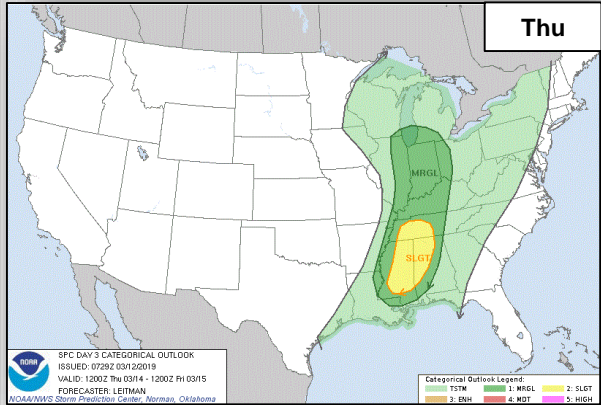 Thu
MRGL
SLGT
NOAA
SPC DAY 3 CATEGORICAL OUTLOOK
ISSUED: 0729Z 03/12/2019
VALID: 1200Z Thu 03/14 - 1200Z Fri 03/15
FORECASTER: LEITMAN
NOAA/NWS Storm Prediction Center, Norman, Oklahoma
Categorical Outlook Legend:
TSTM 1: MRGL 2: SLGT
3: ENH 4: MDT 5: HIGH